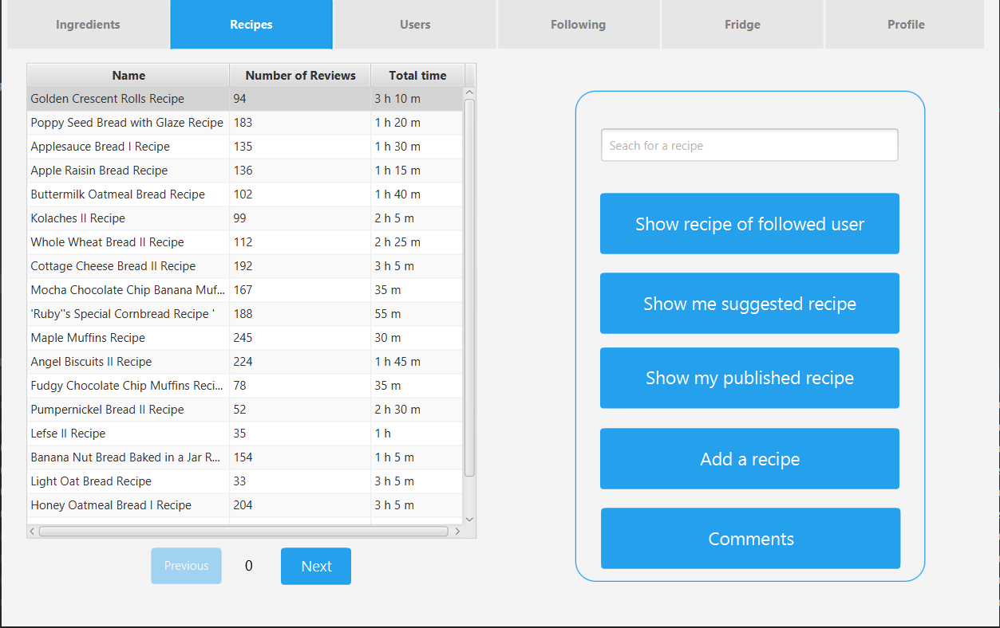 Ingredients Recipes Users Following Fridge Profile
Name Number of Reviews Total time
Golden Crescent Rolls Recipe 94 3 h 10 m
Poppy Seed Bread with Glaze Recipe 183 1 h 20 m
Applesauce Bread I Recipe 135 1 h 30 m
Apple Raisin Bread Recipe 136 1 h 15 m
Buttermilk Oatmeal Bread Recipe 102 1 h 40 m
Kolaches II Recipe 99 2 h 5 m
Whole Wheat Bread II Recipe 112 2 h 25 m
Cottage Cheese Bread II Recipe 192 3 h 5 m
Mocha Chocolate Chip Banana Muf... 167 35 m
'Ruby''s Special Cornbread Recipe ' 188 55 m
Maple Muffins Recipe 245 30 m
Angel Biscuits II Recipe 224 1 h 45 m
Fudgy Chocolate Chip Muffins Reci... 78 35 m
Pumpernickel Bread II Recipe 52 2 h 30 m
Lefse II Recipe 35 1 h
Banana Nut Bread Baked in a Jar R... 154 1 h 5 m
Light Oat Bread Recipe 33 3 h 5 m
Honey Oatmeal Bread I Recipe 204 3 h 5 m
Previous 0 Next
Seach for a recipe
Show recipe of followed user
Show me suggested recipe
Show my published recipe
Add a recipe
Comments